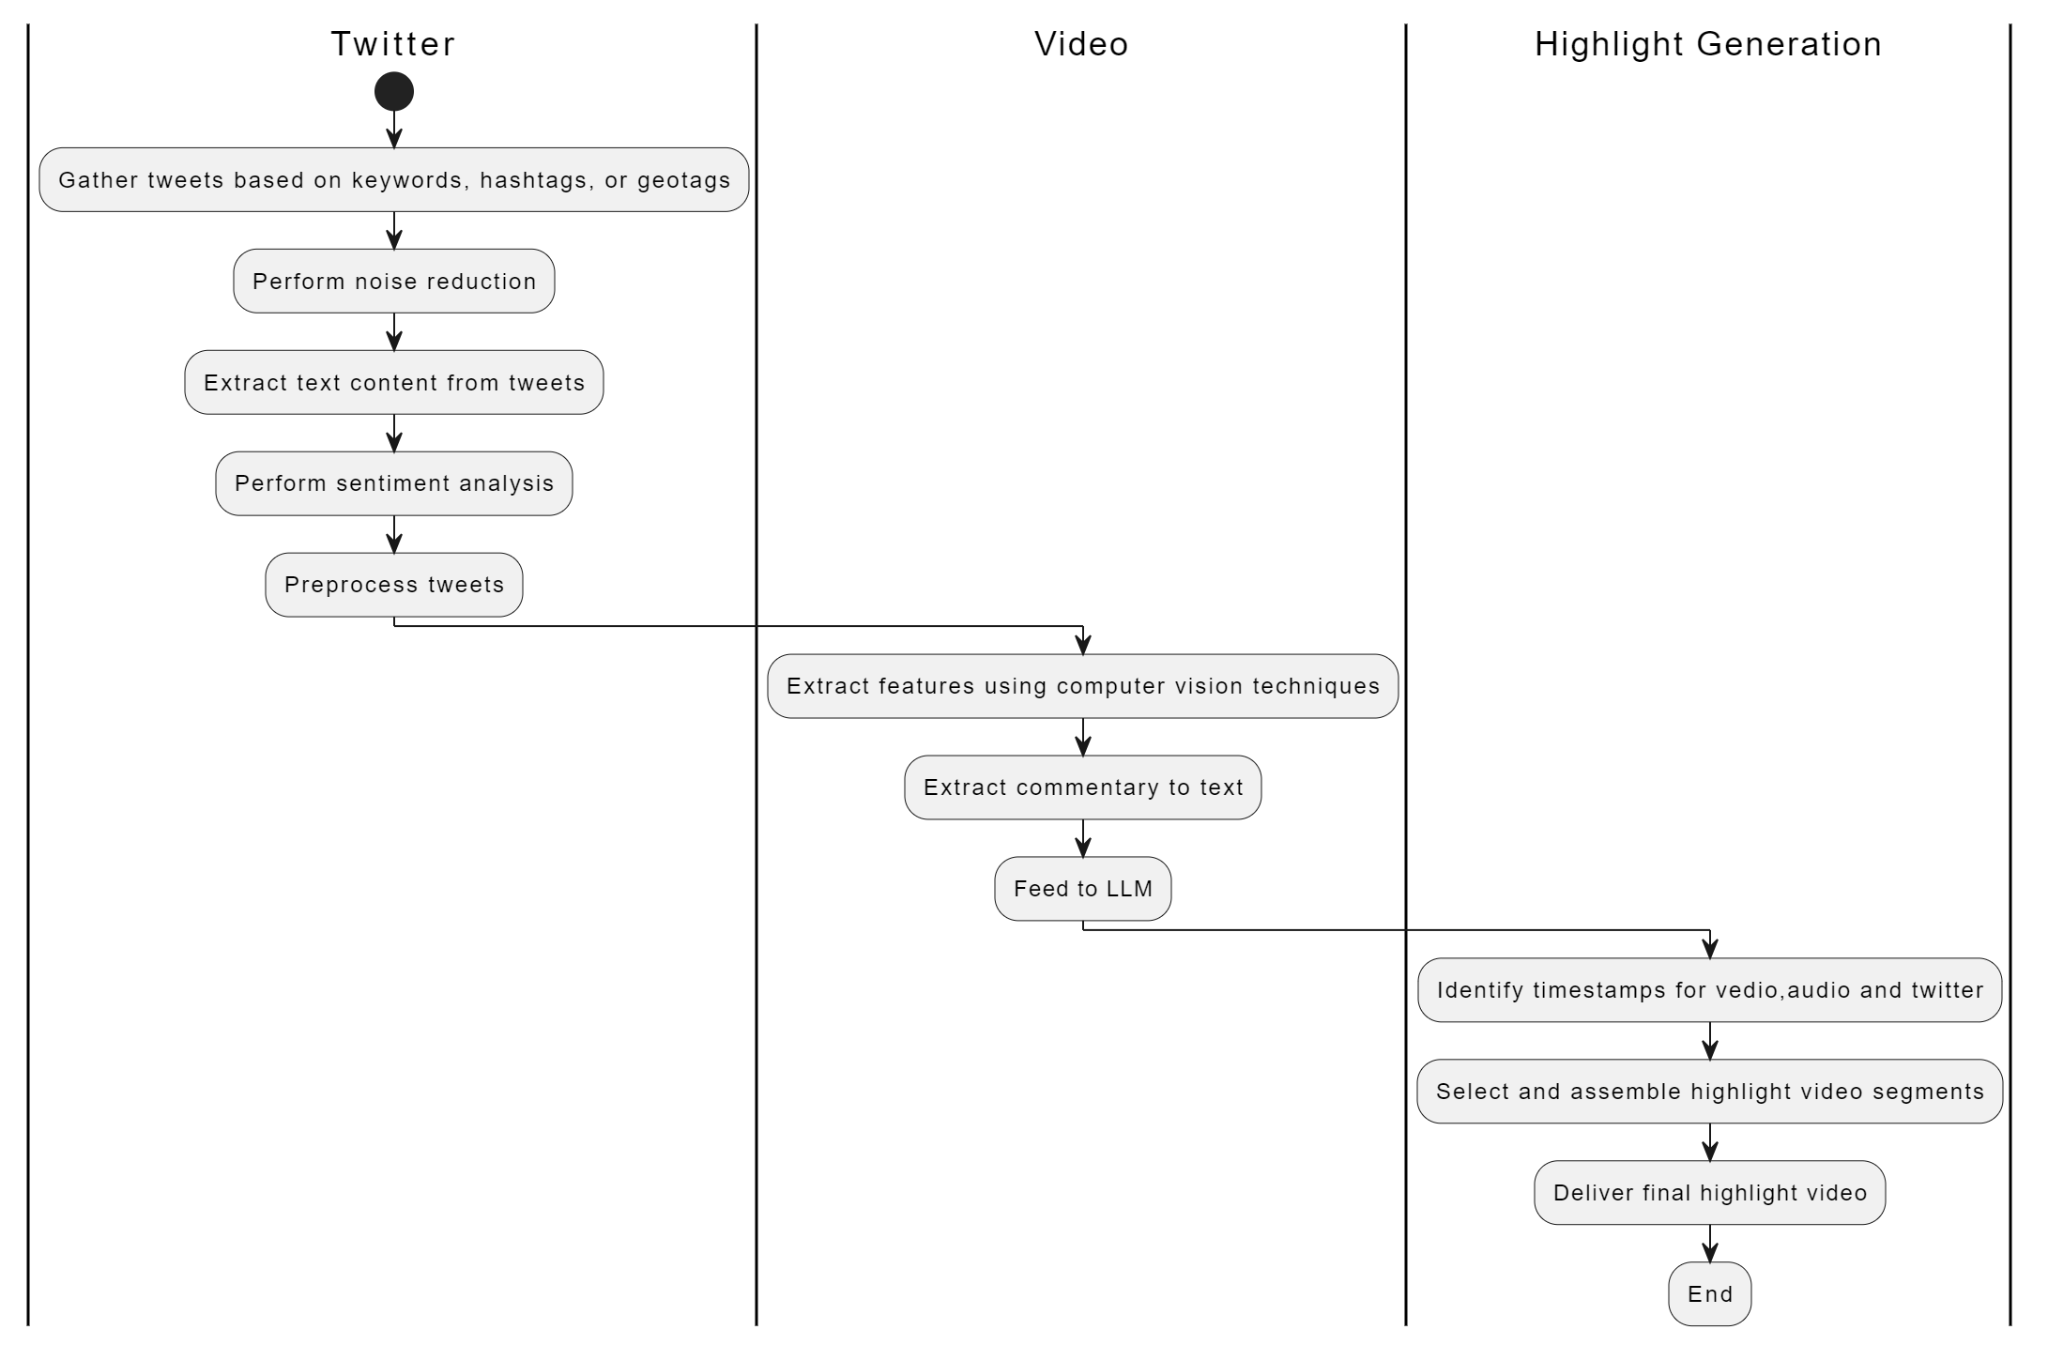 Twitter
Video
Highlight Generation
Gather tweets based on keywords, hashtags, or geotags
Perform noise reduction
Extract text content from tweets
Perform sentiment analysis
Preprocess tweets
Extract features using computer vision techniques
Extract commentary to text
Feed to LLM
Identify timestamps for vedio,audio and twitter
Select and assemble highlight video segments
Deliver final highlight video
End